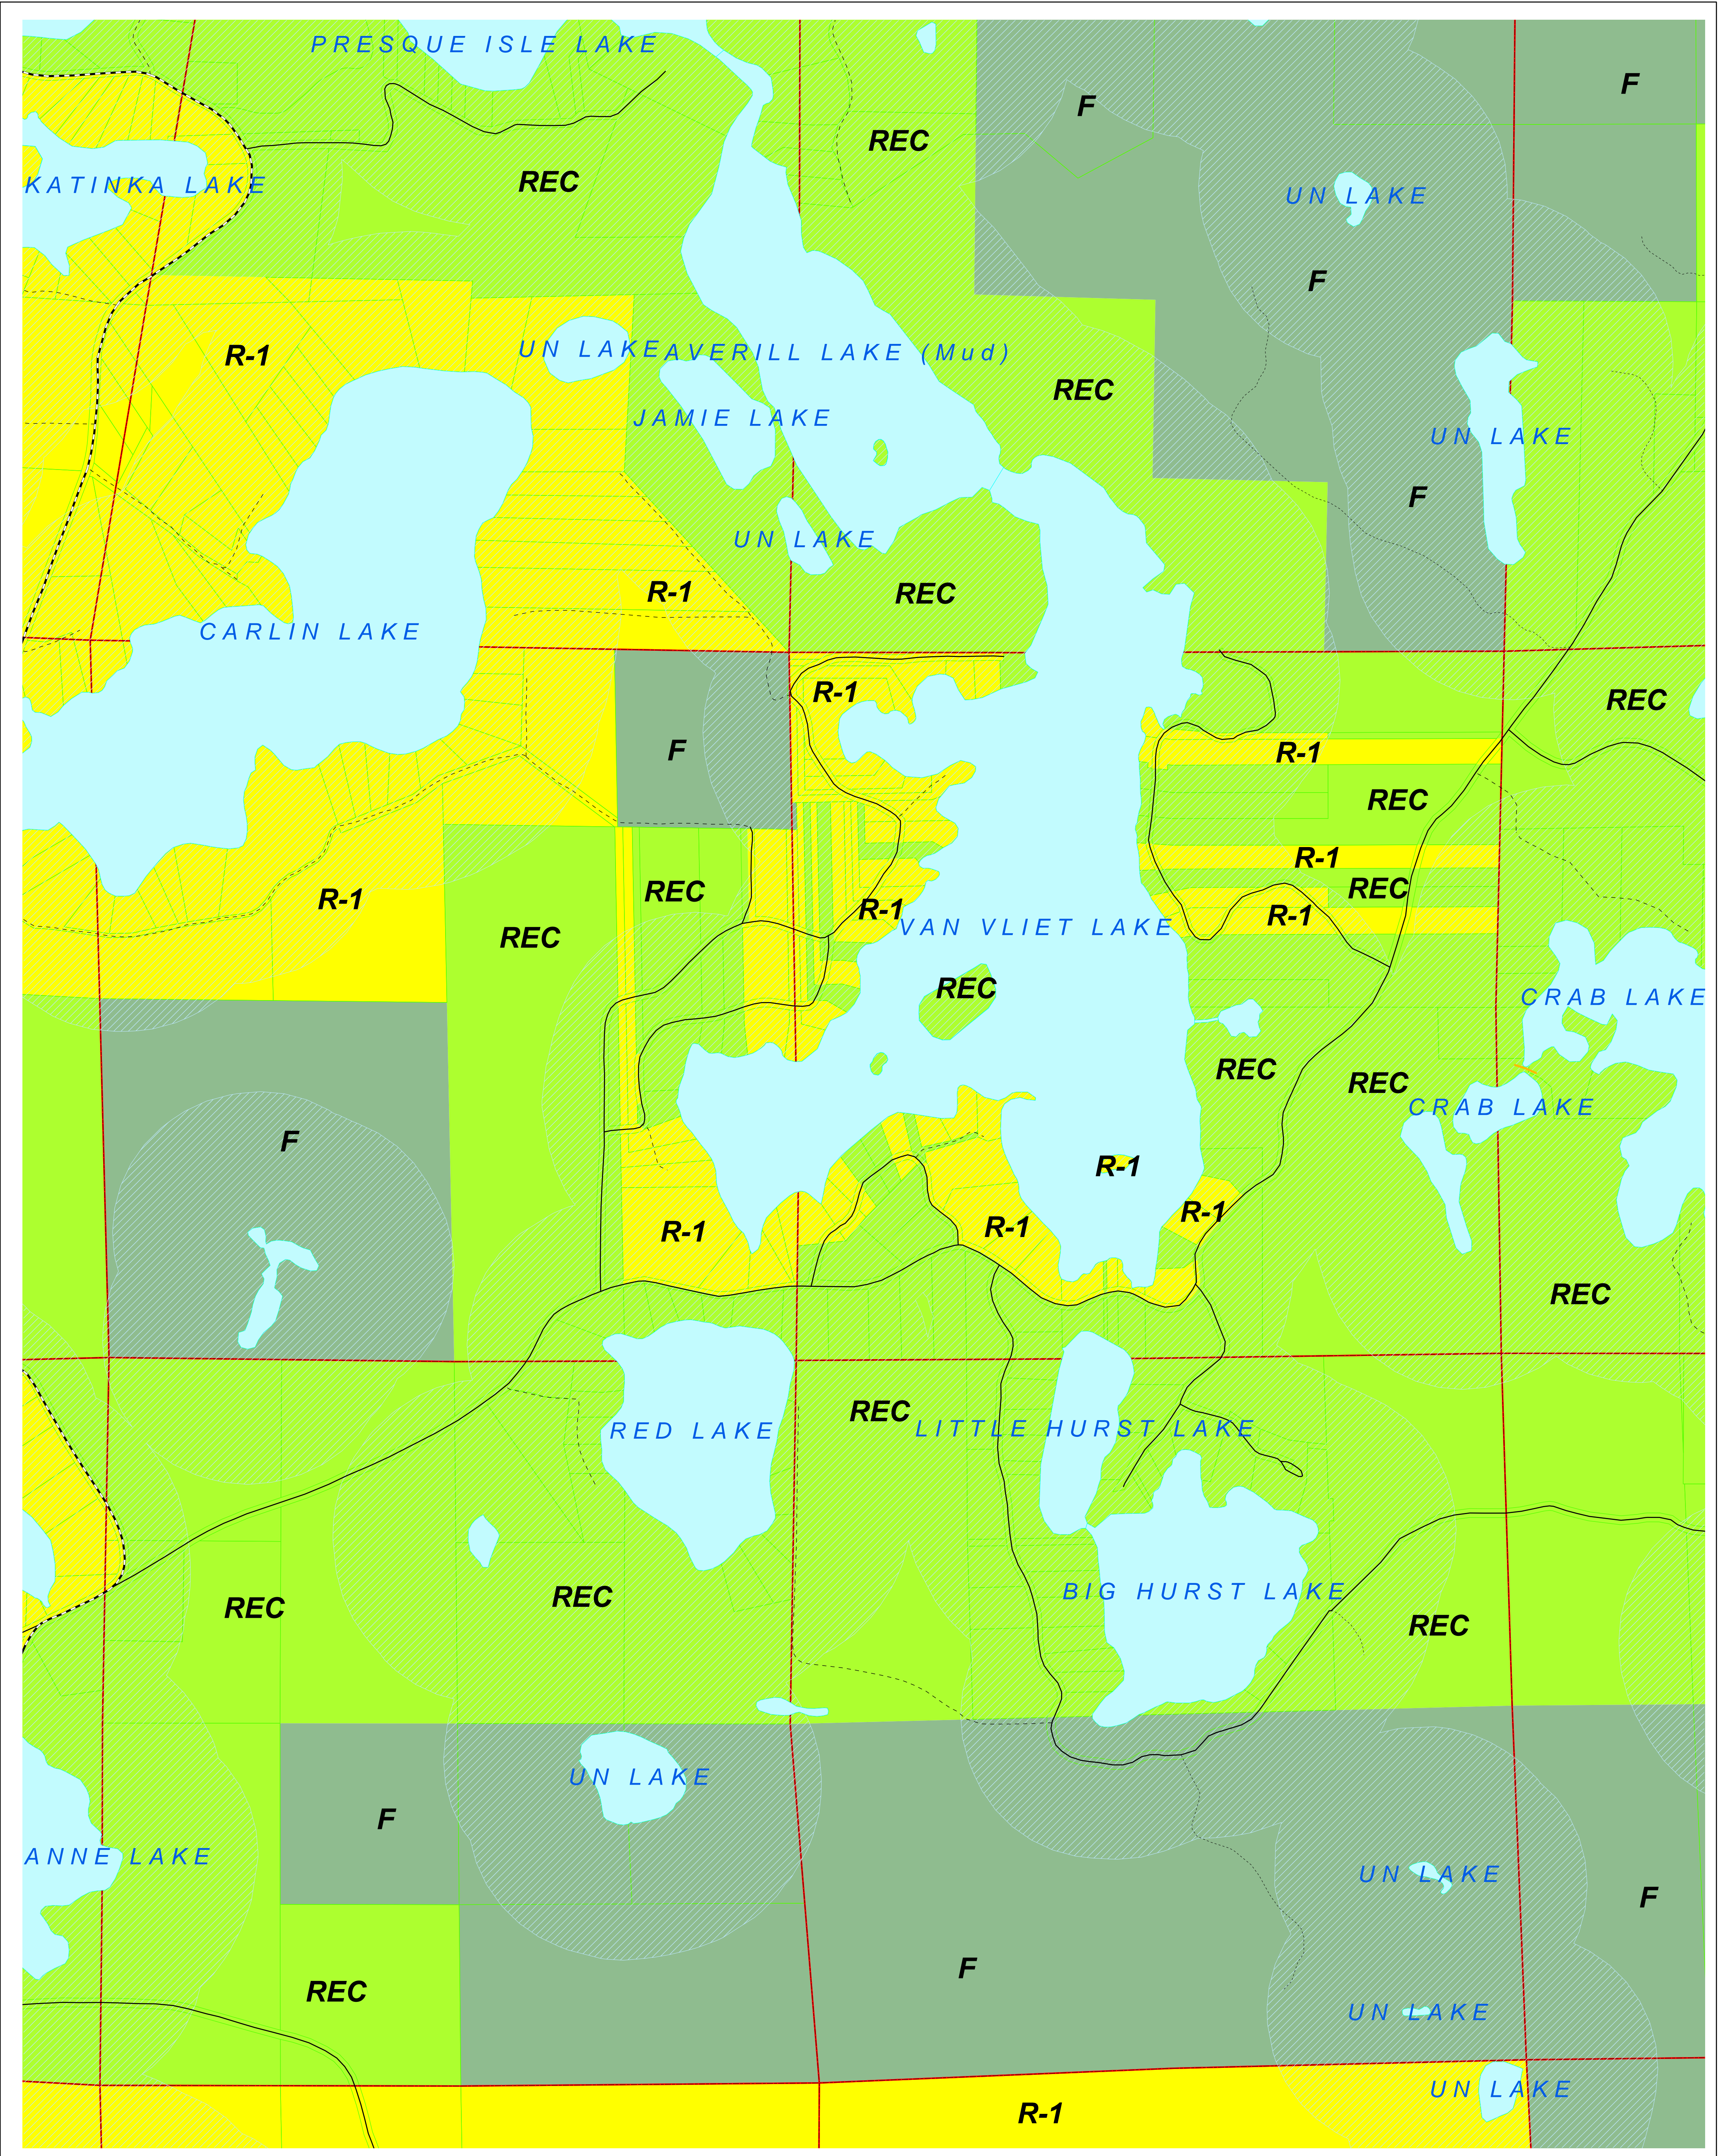 PRESQUE ISLE LAKE
F
F
REC
REC
KATINKA LAKE
UN LAKE
F
R-1
UN LAKE
AVERILL LAKE (Mud)
REC
JAMIE LAKE
UN LAKE
F
UN LAKE
R-1
REC
CARLIN LAKE
R-1
REC
F
R-1
REC
R-1
REC
REC
R-1
R-1
R-1
REC
VAN VLIET LAKE
REC
REC
CRAB LAKE
REC
REC
CRAB LAKE
F
R-1
R-1
R-1
R-1
REC
REC
RED LAKE
LITTLE HURST LAKE
BIG HURST LAKE
REC
REC
REC
UN LAKE
F
ANNE LAKE
UN LAKE
F
F
REC
UN LAKE
UN LAKE
R-1